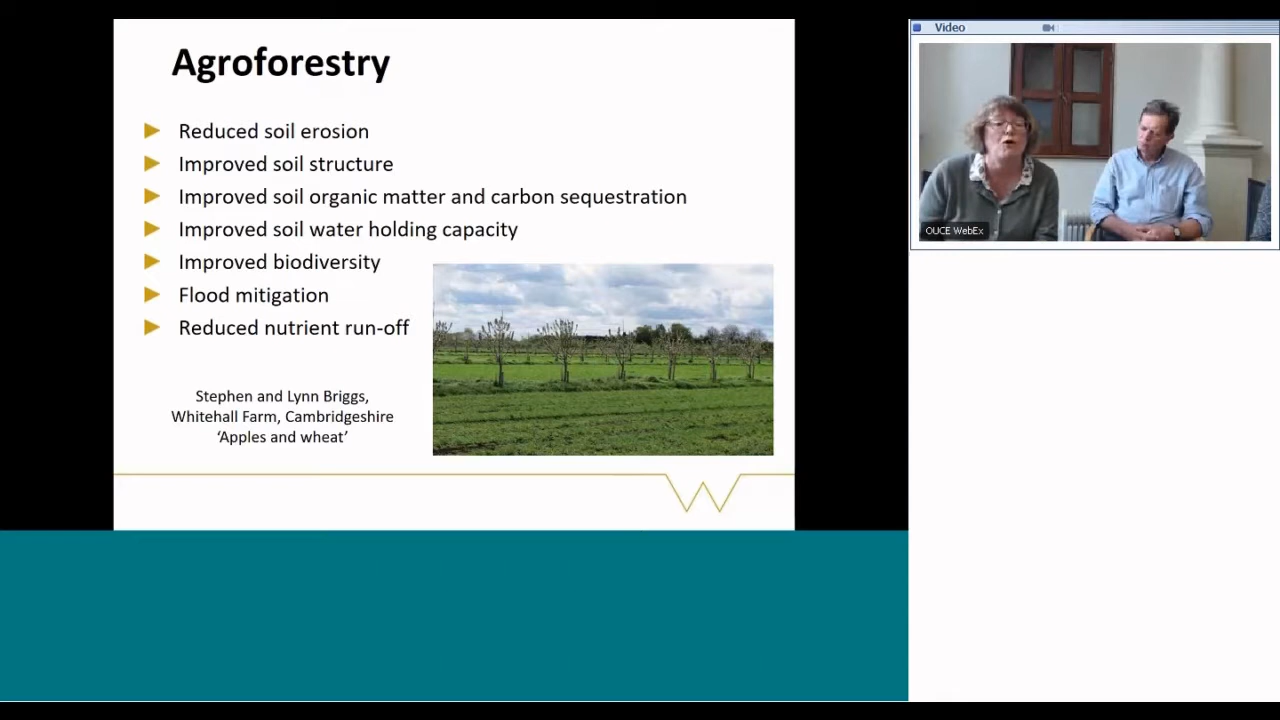 Agroforestry
Reduced soil erosion
Improved soil structure
Improved soil organic matter and carbon sequestration
Improved soil water holding capacity
Improved biodiversity
Flood mitigation
Reduced nutrient run-off
Stephen and Lynn Briggs,
Whitehall Farm, Cambridgeshire
‘Apples and wheat’
Video
OUCE WebEx